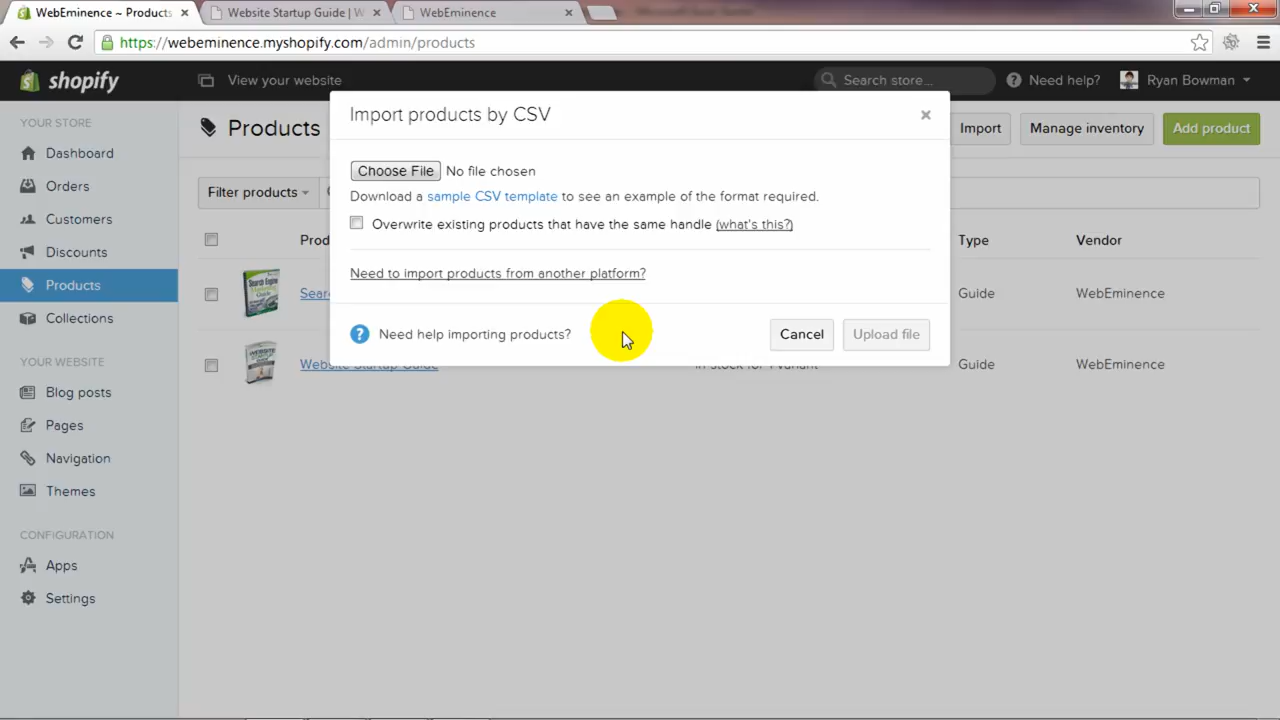 WebEminence ~ Products
Website Startup Guide | W
WebEminence
https://webeminence.myshopify.com/admin/products
shopify
View your website
Search store...
Need help?
Ryan Bowman
YOUR STORE
Dashboard
Orders
Customers
Discounts
Products
Collections
YOUR WEBSITE
Blog posts
Pages
Navigation
Themes
CONFIGURATION
Apps
Settings
Products
Import
Manage inventory
Add product
Filter products
Type
Vendor
Guide
WebEminence
Website Startup Guide
Guide
WebEminence
Import products by CSV
×
Choose File No file chosen
Download a sample CSV template to see an example of the format required.
Overwrite existing products that have the same handle (what's this?)
Need to import products from another platform?
? Need help importing products?
Cancel
Upload file